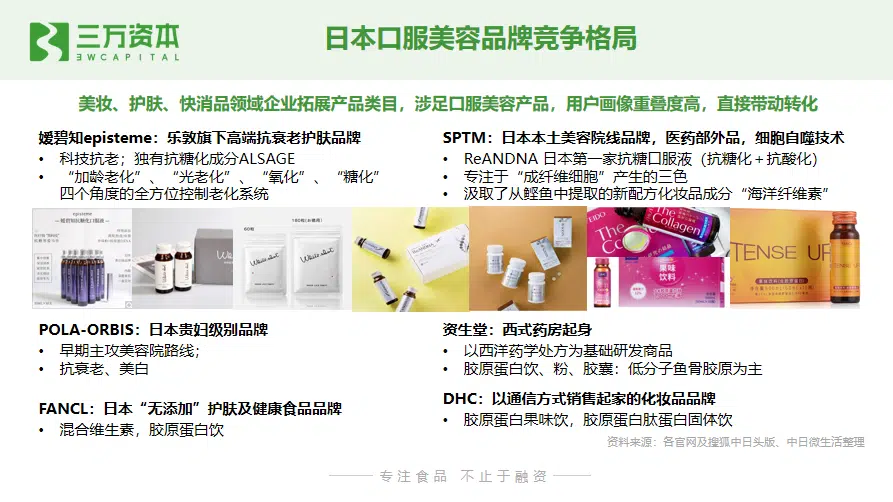 三万资本
3WCAPITAL
日本口服美容品牌竞争格局
美妆、护肤、快消品领域企业拓展产品类目，涉足口服美容产品，用户画像重叠度高，直接带动转化
嫒碧知episteme：乐敦旗下高端抗衰老护肤品牌
• 科技抗老；独有抗糖化成分ALSAGE
• “加龄老化”、“光老化”、“氧化”、“糖化”
四个角度的全方位控制老化系统
SPTM：日本本土美容院线品牌，医药部外品，细胞自噬技术
• ReANDNA 日本第一家抗糖口服液（抗糖化＋抗酸化）
• 专注于“成纤维细胞”产生的三色
• 汲取了从鲣鱼中提取的新配方化妆品成分“海洋纤维素”
episteme
60粒
White Shot
White Shot
The
Collagen
The
Collagen
果味
饮料
TENSE UP
POLA-ORBIS：日本贵妇级别品牌
• 早期主攻美容院路线；
• 抗衰老、美白
FANCL：日本“无添加”护肤及健康食品品牌
• 混合维生素，胶原蛋白饮
资生堂：西式药房起身
• 以西洋药学处方为基础研发商品
• 胶原蛋白饮、粉、胶囊：低分子鱼骨胶原为主
DHC：以通信方式销售起家的化妆品品牌
• 胶原蛋白果味饮，胶原蛋白肽蛋白固体饮
资料来源：各官网及搜狐中日头版、中日微生活整理
专注食品 不止于融资